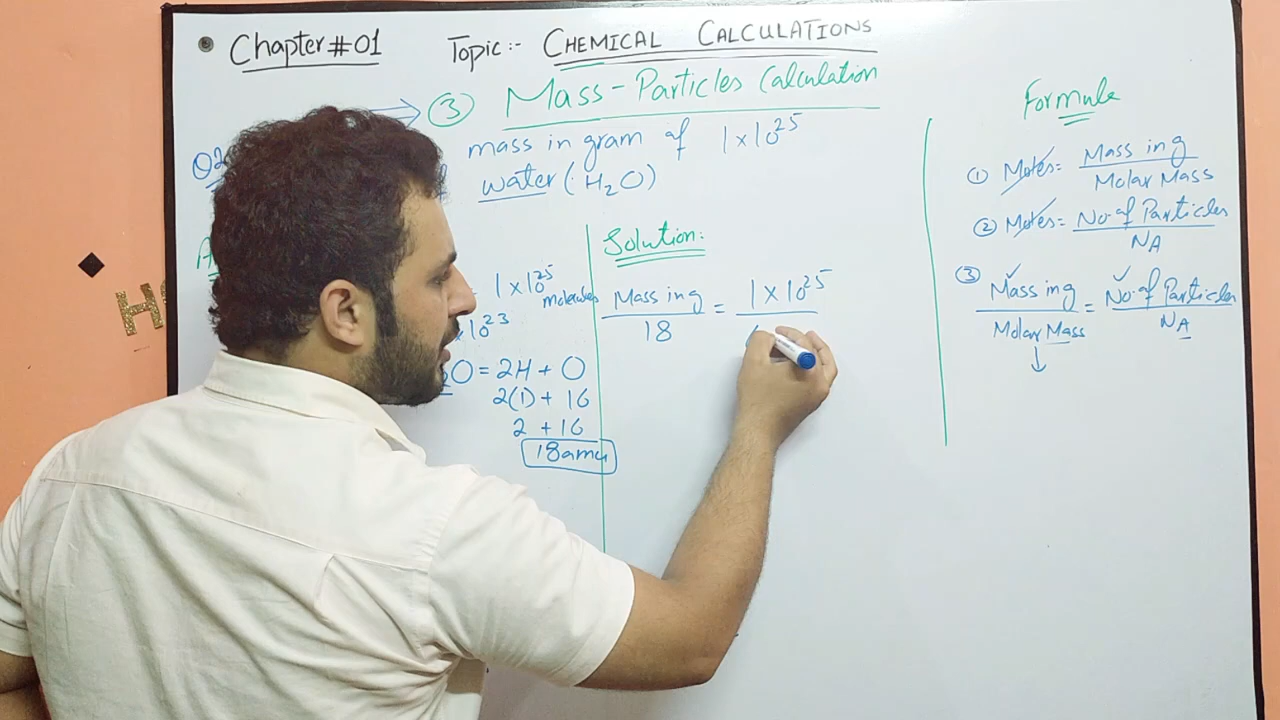 Chapter#01 Topic:- CHEMICAL CALCULATIONS
③ Mass-Particles Calculation
Q2
mass in gram of 1×10²⁵
water (:H₂O)
A
1×10²⁵ molecules
×10²³
O=2H+O
2(1)+16
2+16
18amu
Solution:
Mass in g / 18 = 1×10²⁵
Formule
① Moles= Mass in g / Molar Mass
② Moles= No. of Particles / NA
③ Mass in g / Molar Mass = No. of Particles / NA